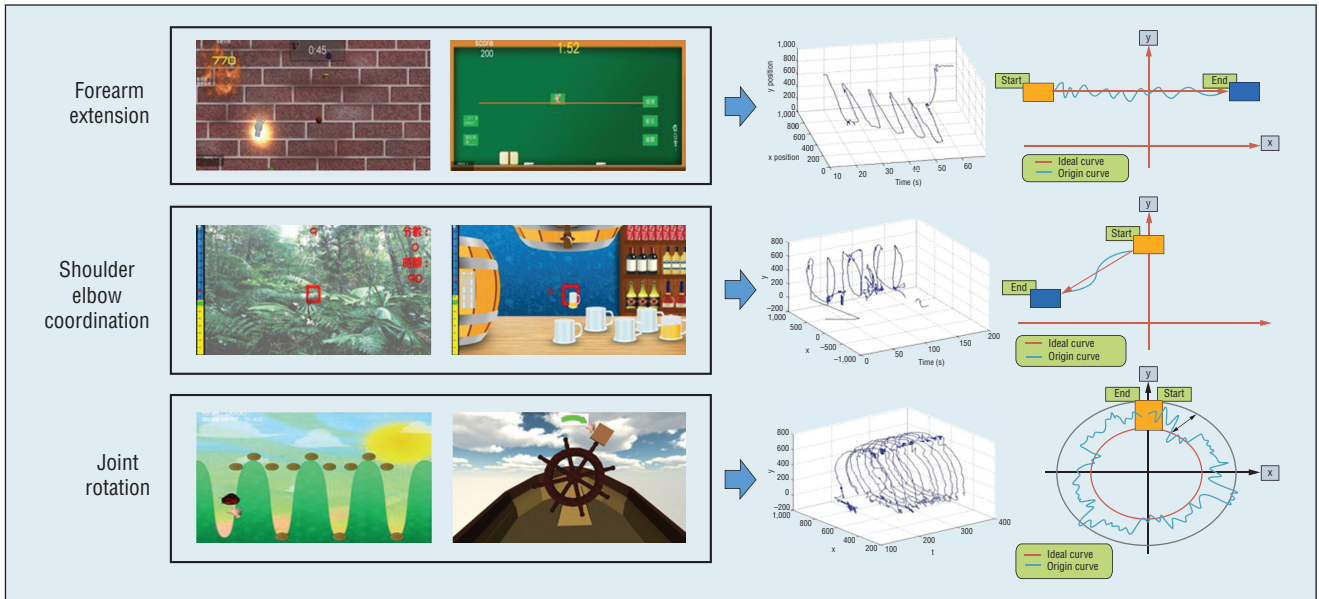 Forearm
extension
0:45
770
score
200
1:52
y position
1,000
800
600
400
200
0
1,000
800
600
400
200
0
x position
10
20
30
40
50
60
Time (s)
y
Start
End
x
Ideal curve
Origin curve
Shoulder
elbow
coordination
分數:
0
90
y
800
600
400
200
0
−200
1,000
500
0
−500
−1,000
x
0
50
100
150
200
Time (s)
y
Start
End
Ideal curve
Origin curve
Joint
rotation
y
800
600
400
200
0
−200
1,000
800
600
400
200
x
100
200
300
400
t
y
End
Start
x
Ideal curve
Origin curve